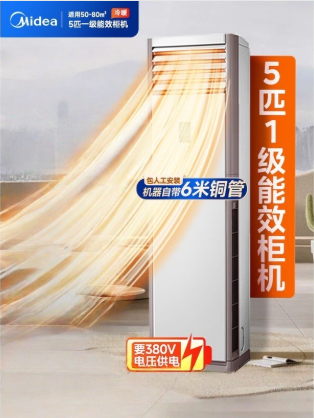 Midea
适用50-80m² 冷暖
5匹一级能效柜机
5匹1级能效柜机
包人工安装
机器自带6米铜管
要380V
电压供电